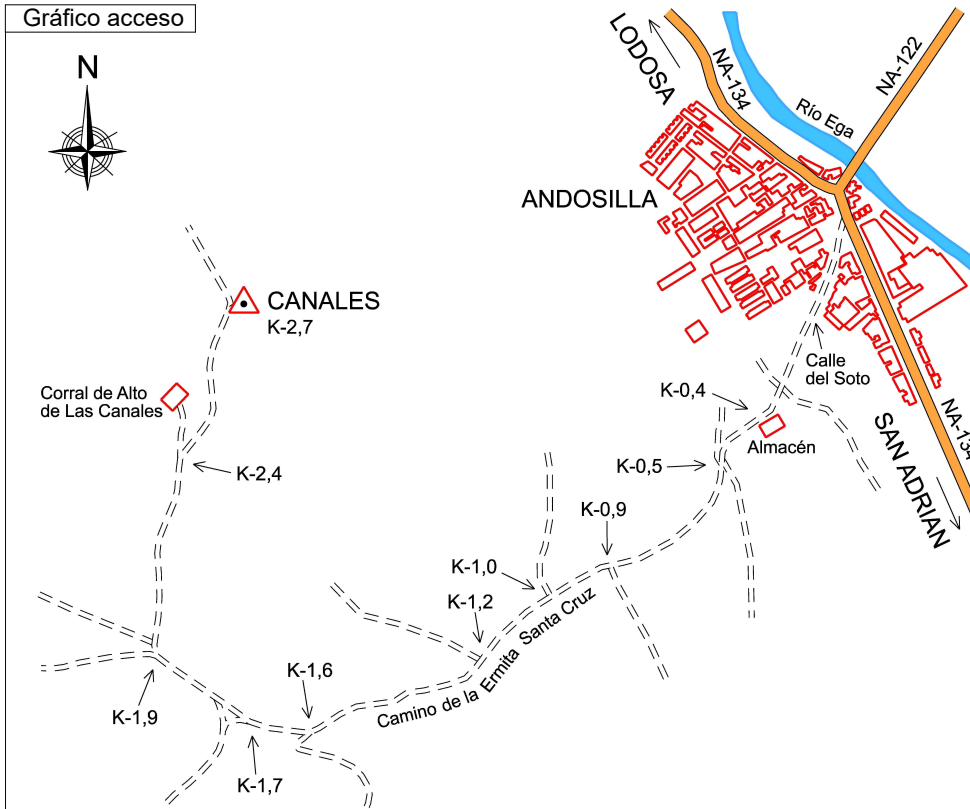 Gráfico acceso
N
LODOSA
NA-134
NA-122
Río Ega
ANDOSILLA
CANALES
K-2,7
Calle
del Soto
Corral de Alto
de Las Canales
K-0,4
Almacén
SAN ADRIAN
NA-134
K-2,4
K-0,5
K-0,9
K-1,0
K-1,2
Camino de la Ermita Santa Cruz
K-1,6
K-1,9
K-1,7